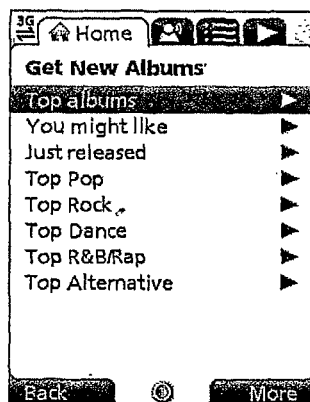 3G
Home
Get New Albums
Top albums
You might like
Just released
Top Pop
Top Rock
Top Dance
Top R&B/Rap
Top Alternative
Back More